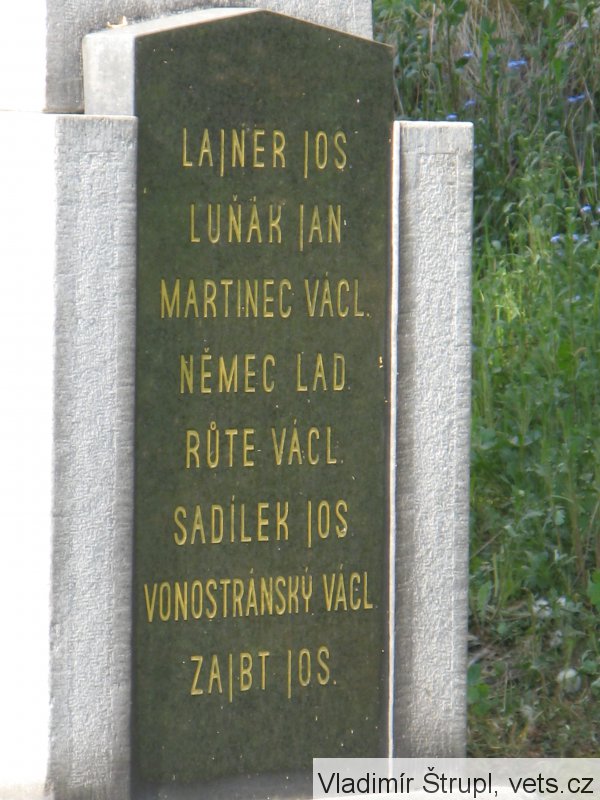 LAJNER JOS.
LUŇÁK JAN
MARTINEC VÁCL.
NĚMEC LAD.
RŮTE VÁCL.
SADÍLEK JOS.
VONOSTRÁNSKÝ VÁCL.
ZAJBT JOS.
Vladimír Štrupl, vets.cz